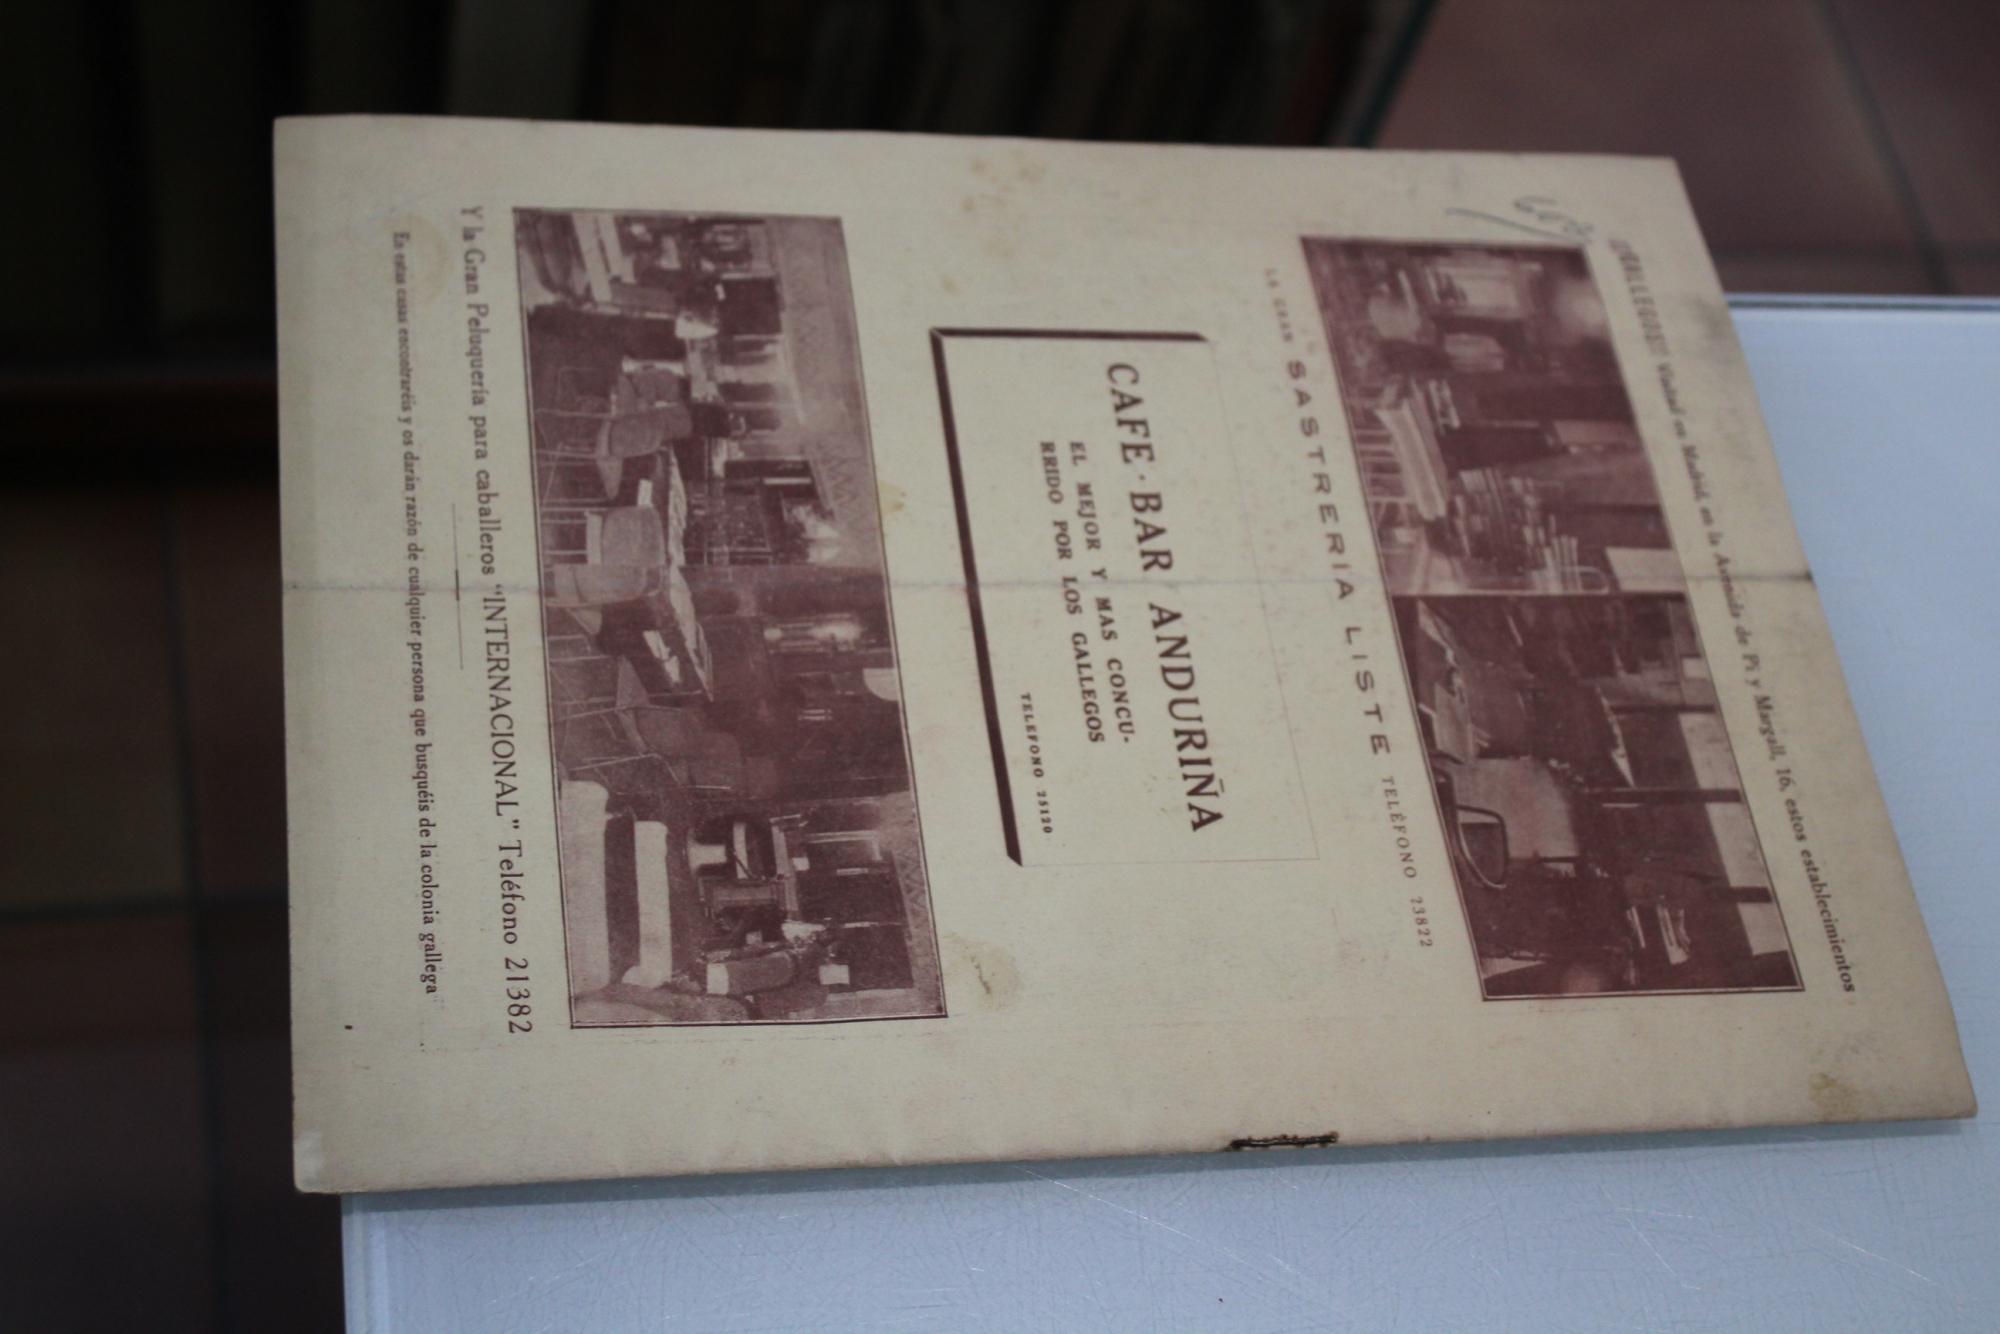 ¡¡GALLEGOS!! Visitad en Madrid, en la Avenida de Pi y Margall, 16, estos establecimientos
LA GRAN SASTRERIA LISTE TELÉFONO 23822
CAFE-BAR ANDURIÑA
EL MEJOR Y MAS CONCU-
RRIDO POR LOS GALLEGOS
TELEFONO 25120
Y la Gran Peluquería para caballeros "INTERNACIONAL" Teléfono 21382
En estas casas encontraréis y os darán razón de cualquier persona que busquéis de la colonia gallega